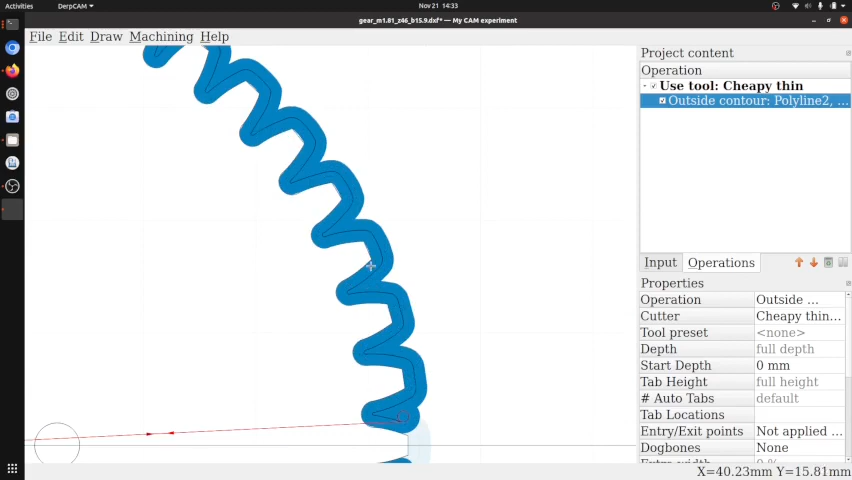 Activities
DerpCAM
Nov 21 14:33
gear_m1.81_z46_b15.9.dxf* — My CAM experiment
File Edit Draw Machining Help
Project content
Operation
Use tool: Cheapy thin
Outside contour: Polyline2, ...
Input Operations
Properties
Operation Outside ...
Cutter Cheapy thin...
Tool preset <none>
Depth full depth
Start Depth 0 mm
Tab Height full height
# Auto Tabs default
Tab Locations
Entry/Exit points Not applied ...
Dogbones None
Extra width 0 %
X=40.23mm Y=15.81mm